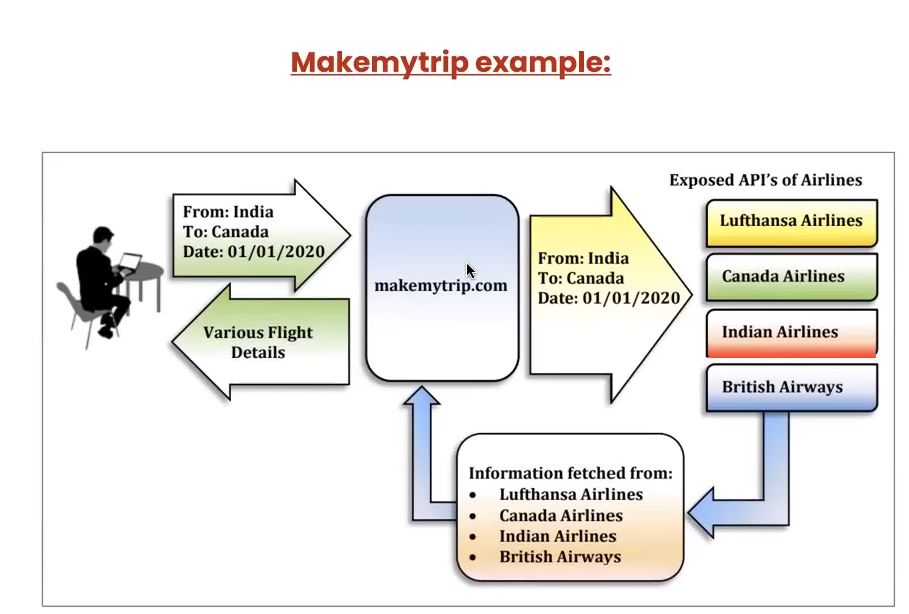 Makemytrip example:
Exposed API's of Airlines
From: India
To: Canada
Date: 01/01/2020
Various Flight
Details
makemytrip.com
From: India
To: Canada
Date: 01/01/2020
Lufthansa Airlines
Canada Airlines
Indian Airlines
British Airways
Information fetched from:
• Lufthansa Airlines
• Canada Airlines
• Indian Airlines
• British Airways